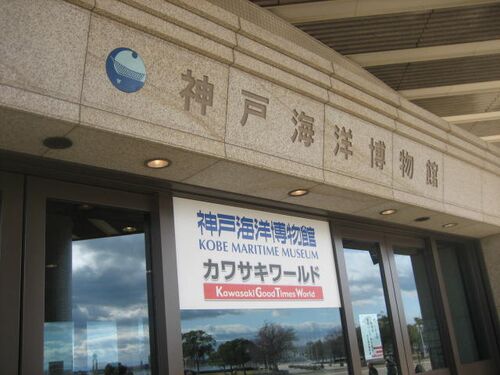 神戸海洋博物館
神戸海洋博物館
KOBE MARITIME MUSEUM
カワサキワールド
KAWASAKI GOOD TIMES WORLD